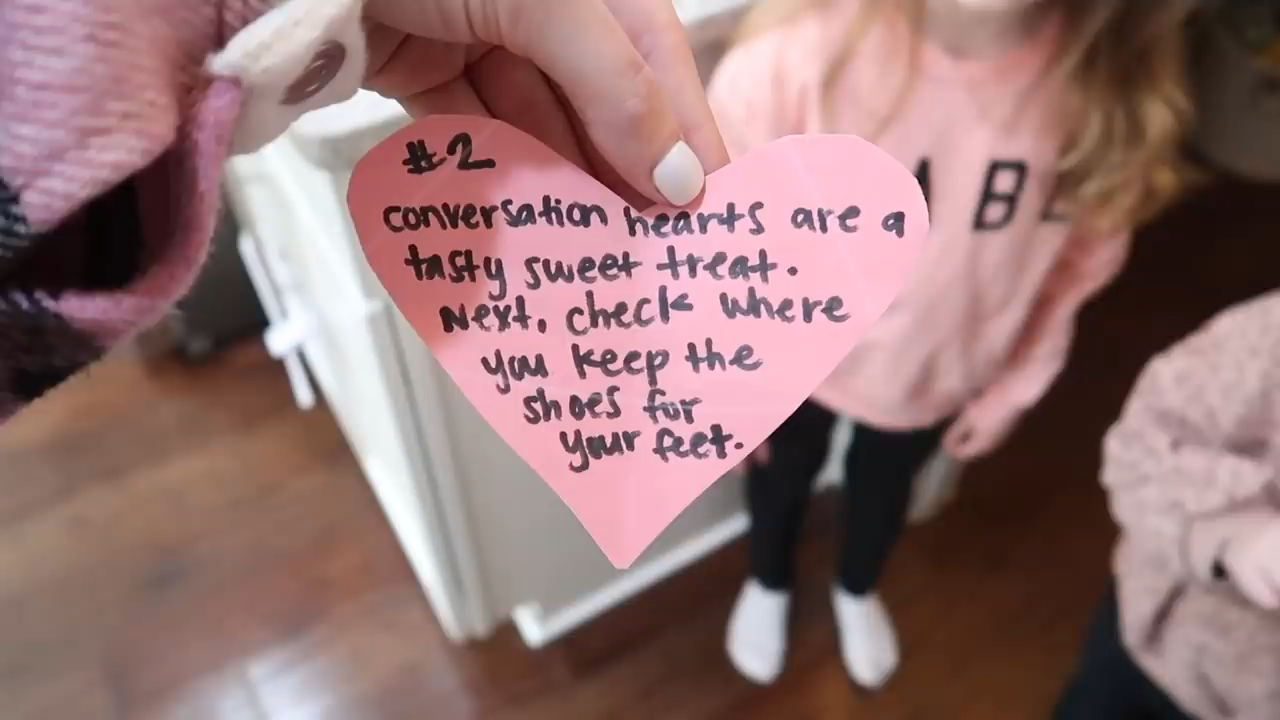 #2
conversation hearts are a
tasty sweet treat.
Next, check where
you keep the
shoes for
your feet.
B